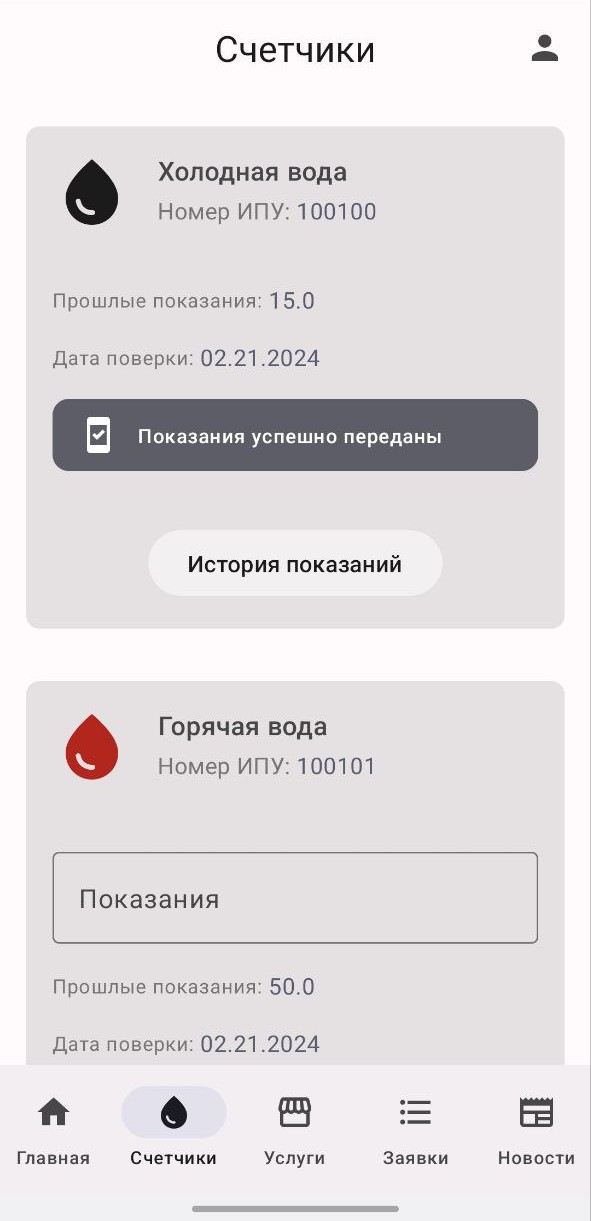 Счетчики
Холодная вода
Номер ИПУ: 100100
Прошлые показания: 15.0
Дата поверки: 02.21.2024
Показания успешно переданы
История показаний
Горячая вода
Номер ИПУ: 100101
Показания
Прошлые показания: 50.0
Дата поверки: 02.21.2024
Главная Счетчики Услуги Заявки Новости